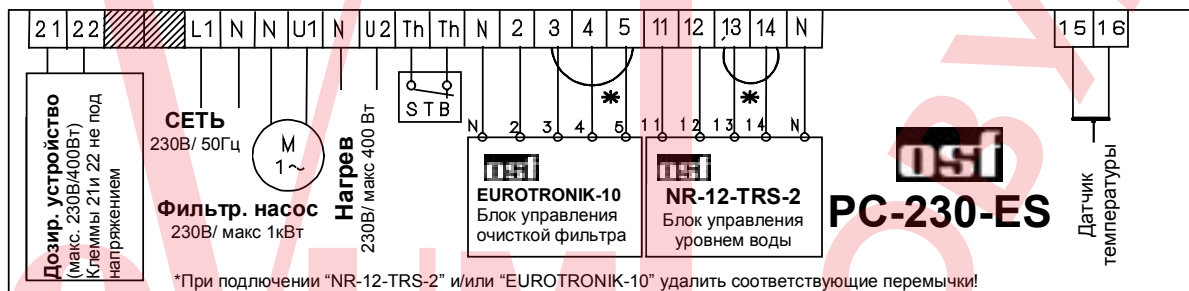 21 22 L1 N N U1 N U2 Th Th N 2 3 4 5 11 12 13 14 N 15 16
Дозир. устройство
(макс. 230В/400Вт)
Клеммы 21и 22 не под
напряжением
СЕТЬ
230В/ 50Гц
M
1~
Фильтр. насос
230В/ макс 1кВт
Нагрев
230В/ макс 400 Вт
STB
*
N 2 3 4 5
osf
EUROTRONIK-10
Блок управления
очисткой фильтра
*
11 12 13 14 N
osf
NR-12-TRS-2
Блок управления
уровнем воды
osf
PC-230-ES
Датчик
температуры
*При подлючении “NR-12-TRS-2” и/или “EUROTRONIK-10” удалить соответствующие перемычки!